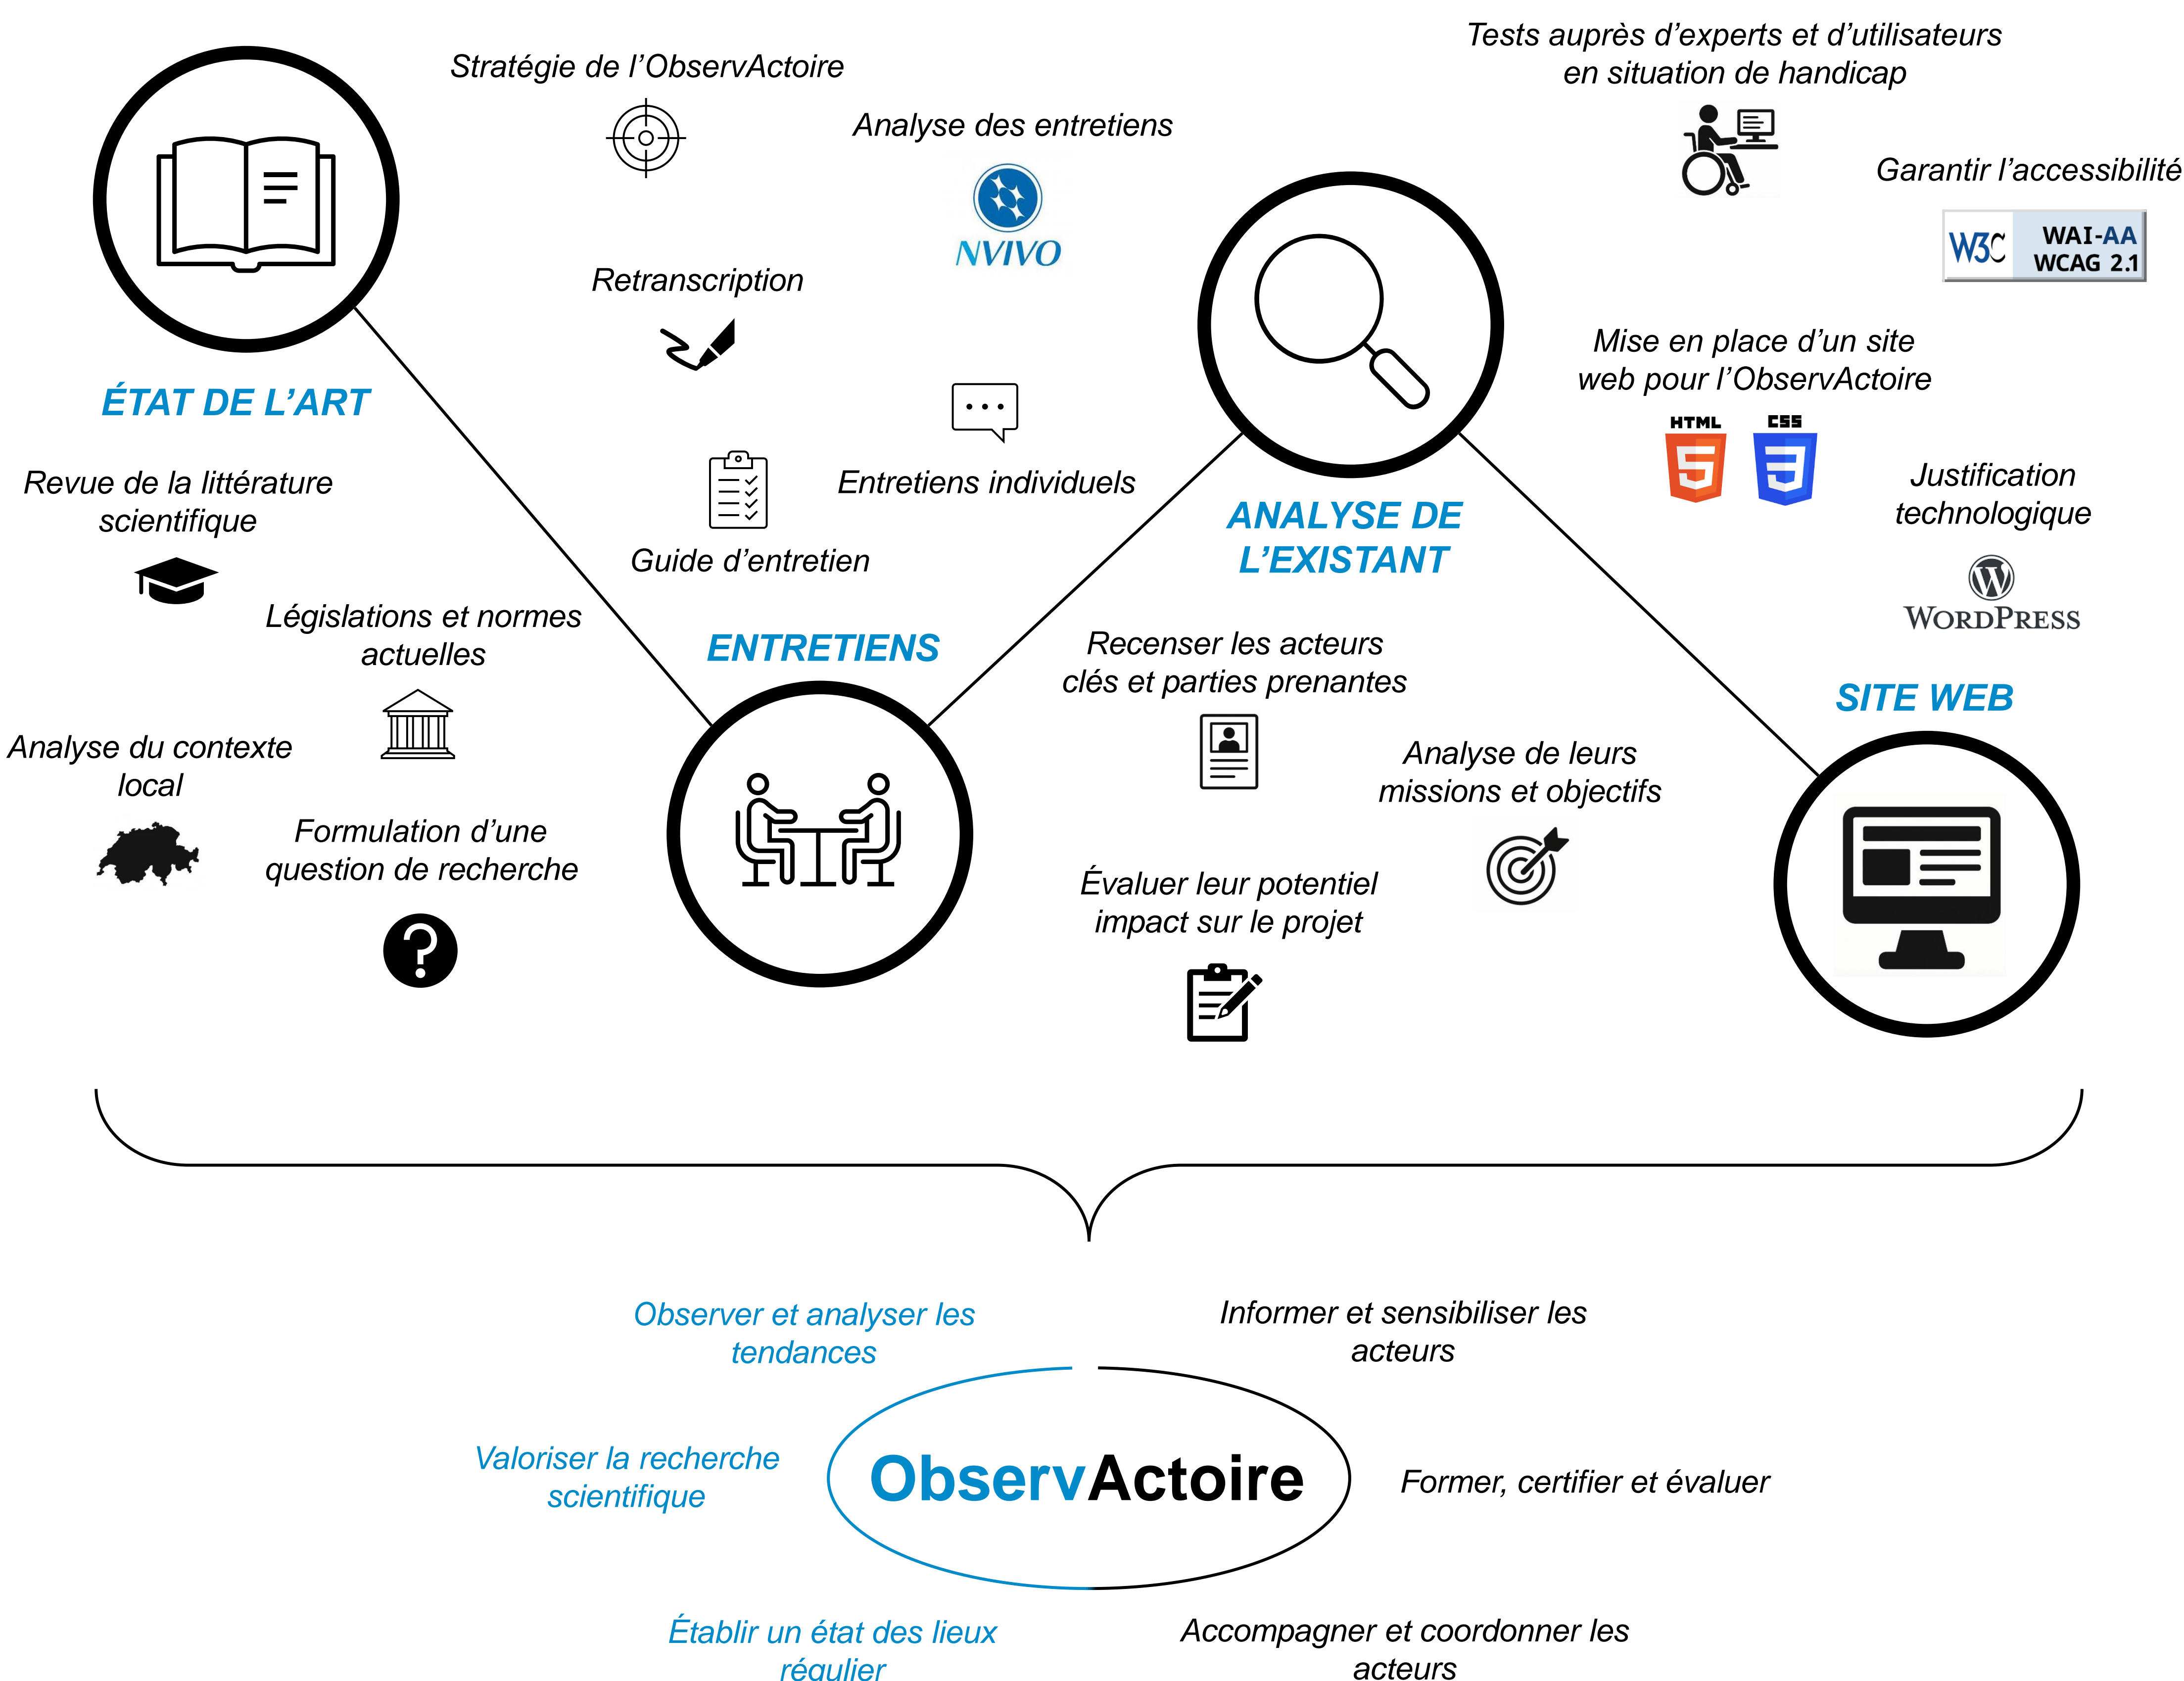 Stratégie de l’ObservActoire
Analyse des entretiens
NVIVO
Retranscription
Entretiens individuels
Guide d’entretien
ENTRETIENS
ÉTAT DE L’ART
Revue de la littérature
scientifique
Législations et normes
actuelles
Analyse du contexte
local
Formulation d’une
question de recherche
?
Tests auprès d’experts et d’utilisateurs
en situation de handicap
Garantir l’accessibilité
W3C
WAI-AA
WCAG 2.1
Mise en place d’un site
web pour l’ObservActoire
HTML
5
CSS
3
Justification
technologique
W
WORDPRESS
SITE WEB
ANALYSE DE
L’EXISTANT
Recenser les acteurs
clés et parties prenantes
Analyse de leurs
missions et objectifs
Évaluer leur potentiel
impact sur le projet
Observer et analyser les
tendances
Informer et sensibiliser les
acteurs
Valoriser la recherche
scientifique
ObservActoire
Former, certifier et évaluer
Établir un état des lieux
régulier
Accompagner et coordonner les
acteurs